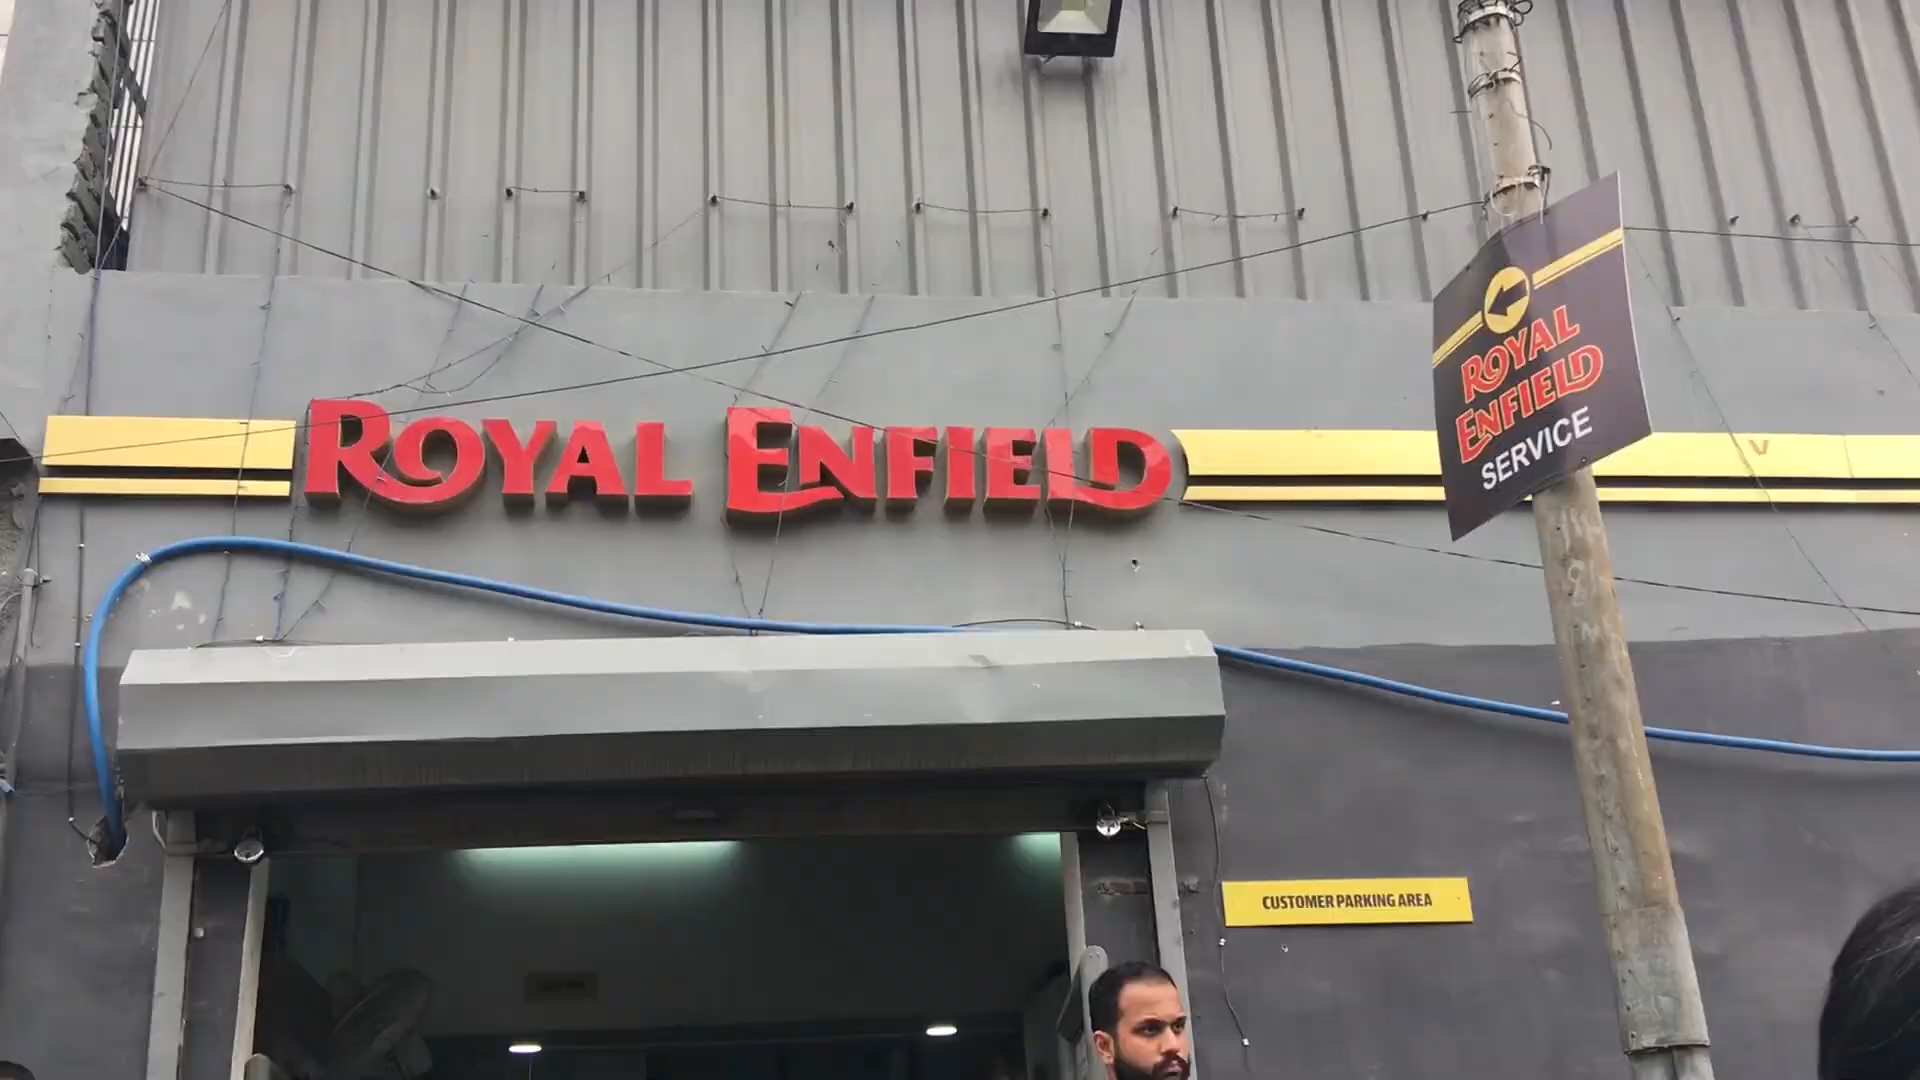 ROYAL ENFIELD
ROYAL
ENFIELD
SERVICE
CUSTOMER PARKING AREA